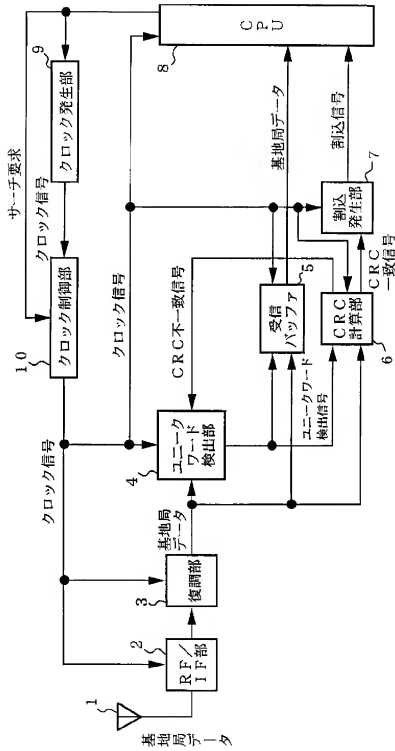 基地局データ
1
2
RF/
IF部
3
復調部
基地局
データ
4
ユニーク
ワード
検出部
クロック信号
10
クロック制御部
クロック信号
9
クロック発生部
サーチ要求
クロック信号
CRC不一致信号
5
受信
バッファ
ユニークワード
検出信号
6
CRC
計算部
CRC
一致信号
7
割込
発生部
割込信号
基地局データ
8
CPU